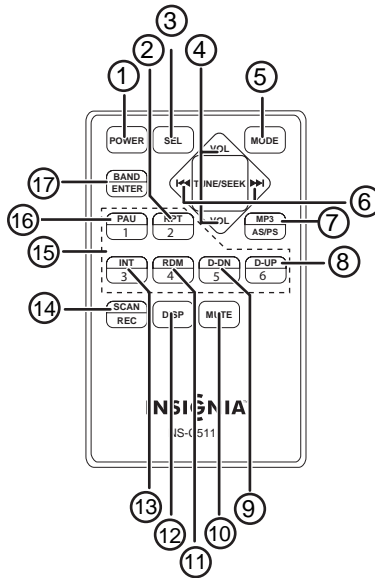 3
2 4
1 5
POWER SEL VOL MODE
17 BAND ENTER TUNE/SEEK
6
16 PAU 1 RPT 2 VOL MP3 AS/PS 7
15
INT 3 RDM 4 D-DN 5 D-UP 6 8
14 SCAN REC DISP MUTE
INSIGNIA
NS-C5111
13 9
12 11 10